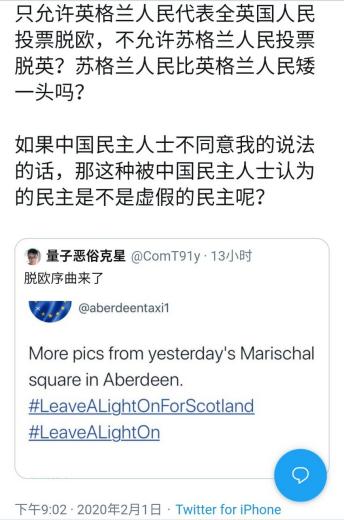 只允许英格兰人民代表全英国人民
投票脱欧，不允许苏格兰人民投票
脱英？苏格兰人民比英格兰人民矮
一头吗？
如果中国民主人士不同意我的说法
的话，那这种被中国民主人士认为
的民主是不是虚假的民主呢？
量子恶俗克星 @ComT91y · 13小时
脱欧序曲来了
@aberdeentaxi1
More pics from yesterday's Marischal
square in Aberdeen.
#LeaveALightOnForScotland
#LeaveALightOn
下午9:02 · 2020年2月1日 · Twitter for iPhone